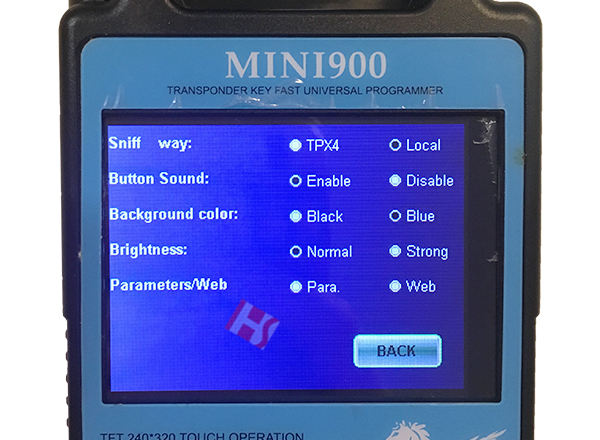 MINI900
TRANSPONDER KEY FAST UNIVERSAL PROGRAMMER
Sniff way: TPX4 Local
Button Sound: Enable Disable
Background color: Black Blue
Brightness: Normal Strong
Parameters/Web Para. Web
HS
BACK
TFT 240*320 TOUCH OPERATION